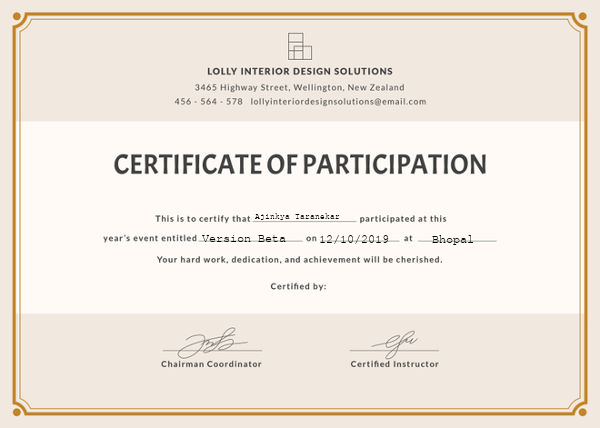 LOLLY INTERIOR DESIGN SOLUTIONS
3465 Highway Street, Wellington, New Zealand
456 - 564 - 578 lollyinteriordesignsolutions@email.com
CERTIFICATE OF PARTICIPATION
This is to certify that Ajinkya Taranekar participated at this
year's event entitled Version Beta on 12/10/2019 at Bhopal
Your hard work, dedication, and achievement will be cherished.
Certified by:
Chairman Coordinator Certified Instructor